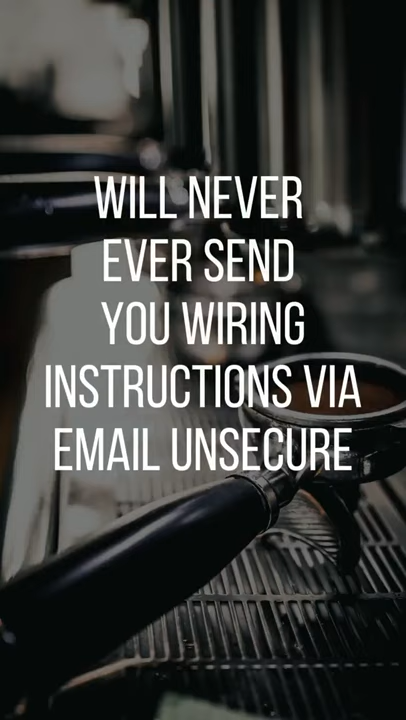 WILL NEVER
EVER SEND
YOU WIRING
INSTRUCTIONS VIA
EMAIL UNSECURE